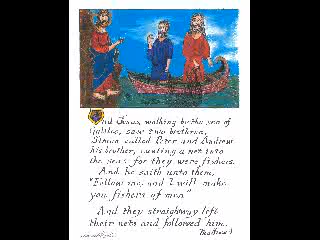 And Jesus, walking by the sea of
Galilee, saw two brethren,
Simon called Peter and Andrew
his brother, casting a net into
the sea: for they were fishers.
And he saith unto them,
"Follow me, and I will make
you fishers of men"
And they straightway left
their nets and followed him.
Matthew